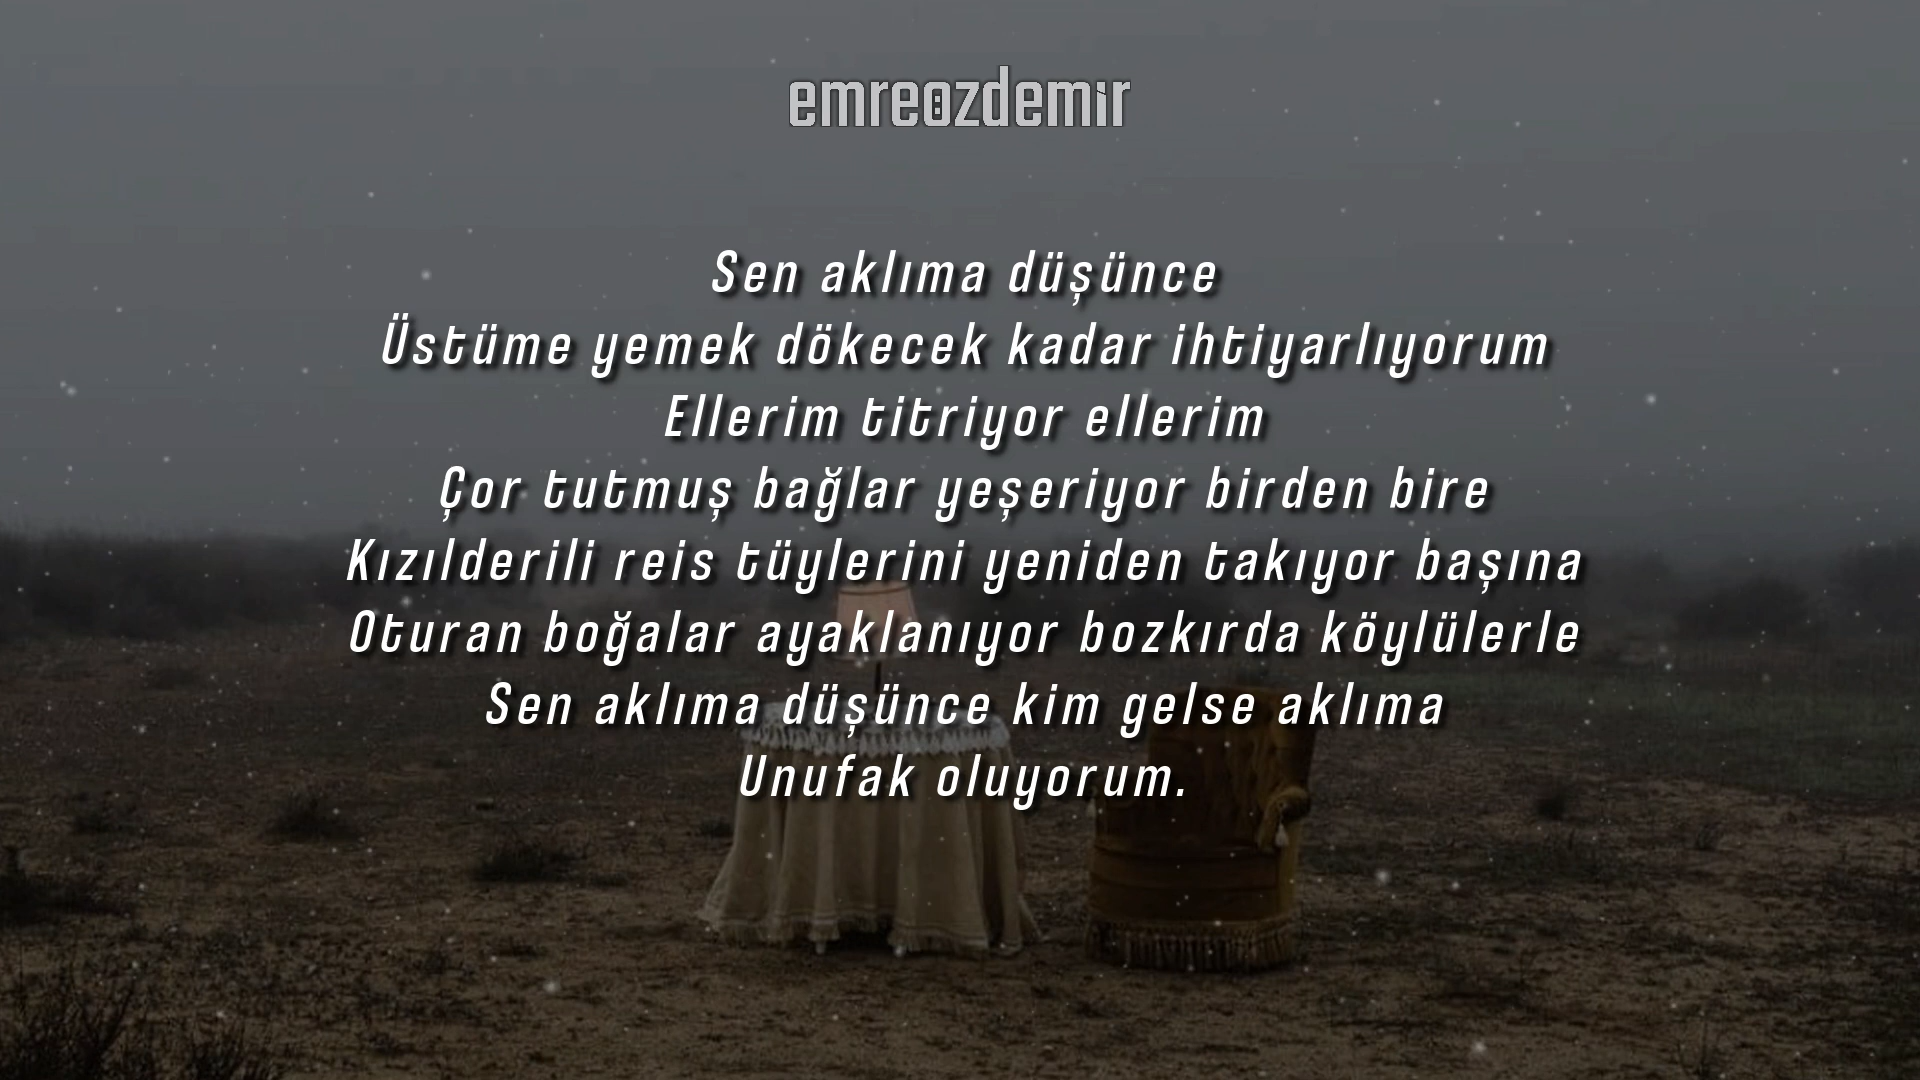 emreozdemir
Sen aklıma düşünce
Üstüme yemek dökecek kadar ihtiyarlıyorum
Ellerim titriyor ellerim
Çor tutmuş bağlar yeşeriyor birden bire
Kızılderili reis tüylerini yeniden takıyor başına
Oturan boğalar ayaklanıyor bozkırda köylülerle
Sen aklıma düşünce kim gelse aklıma
Unufak oluyorum.